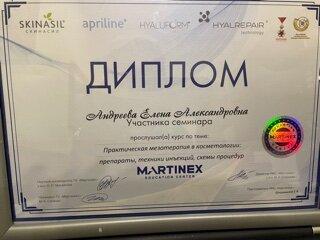 SKINASIL
СКИНАСИЛ
apriline
HYALUFORM
HYALREPAIR
technology
ДИПЛОМ
Андреева Елена Александровна
Участника семинара
прослушал(а) курс по теме:
Практическая мезотерапия в косметологии:
препараты, техники инъекций, схемы процедур
MARTINEX
EDUCATION CENTER
MARTINEX